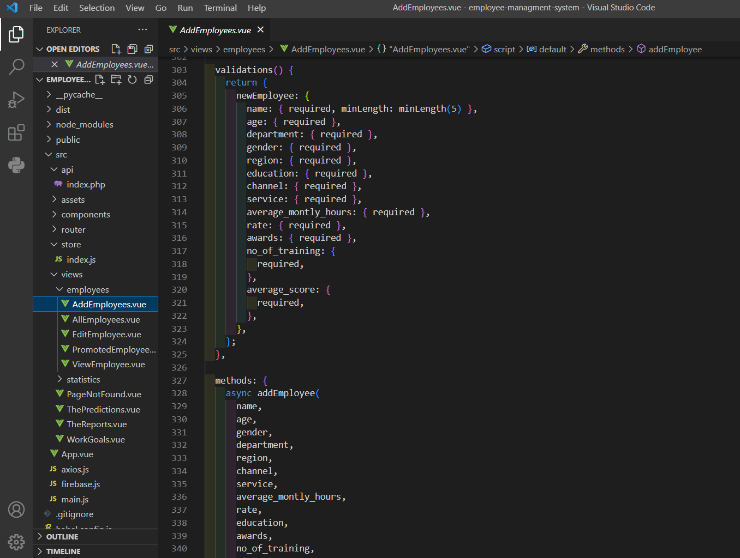 File Edit Selection View Go Run Terminal Help
AddEmployees.vue - employee-managment-system - Visual Studio Code
EXPLORER
OPEN EDITORS
AddEmployees.vue...
EMPLOYEE...
__pycache__
dist
node_modules
public
src
api
index.php
assets
components
router
store
JS index.js
views
employees
AddEmployees.vue
AllEmployees.vue
EditEmployee.vue
PromotedEmployee...
ViewEmployee.vue
statistics
PageNotFound.vue
ThePredictions.vue
TheReports.vue
WorkGoals.vue
App.vue
JS axios.js
JS firebase.js
JS main.js
.gitignore
OUTLINE
TIMELINE
AddEmployees.vue
src > views > employees > AddEmployees.vue > {} "AddEmployees.vue" > script > default > methods > addEmployee
303 validations() {
304 return {
305 newEmployee: {
306 name: { required, minLength: minLength(5) },
307 age: { required },
308 department: { required },
309 gender: { required },
310 region: { required },
311 education: { required },
312 channel: { required },
313 service: { required },
314 average_montly_hours: { required },
315 rate: { required },
316 awards: { required },
317 no_of_training: {
318 required,
319 },
320 average_score: {
321 required,
322 },
323 },
324 };
325 },
326
327 methods: {
328 async addEmployee(
329 name,
330 age,
331 gender,
332 department,
333 region,
334 channel,
335 service,
336 average_montly_hours,
337 rate,
338 education,
339 awards,
340 no_of_training,